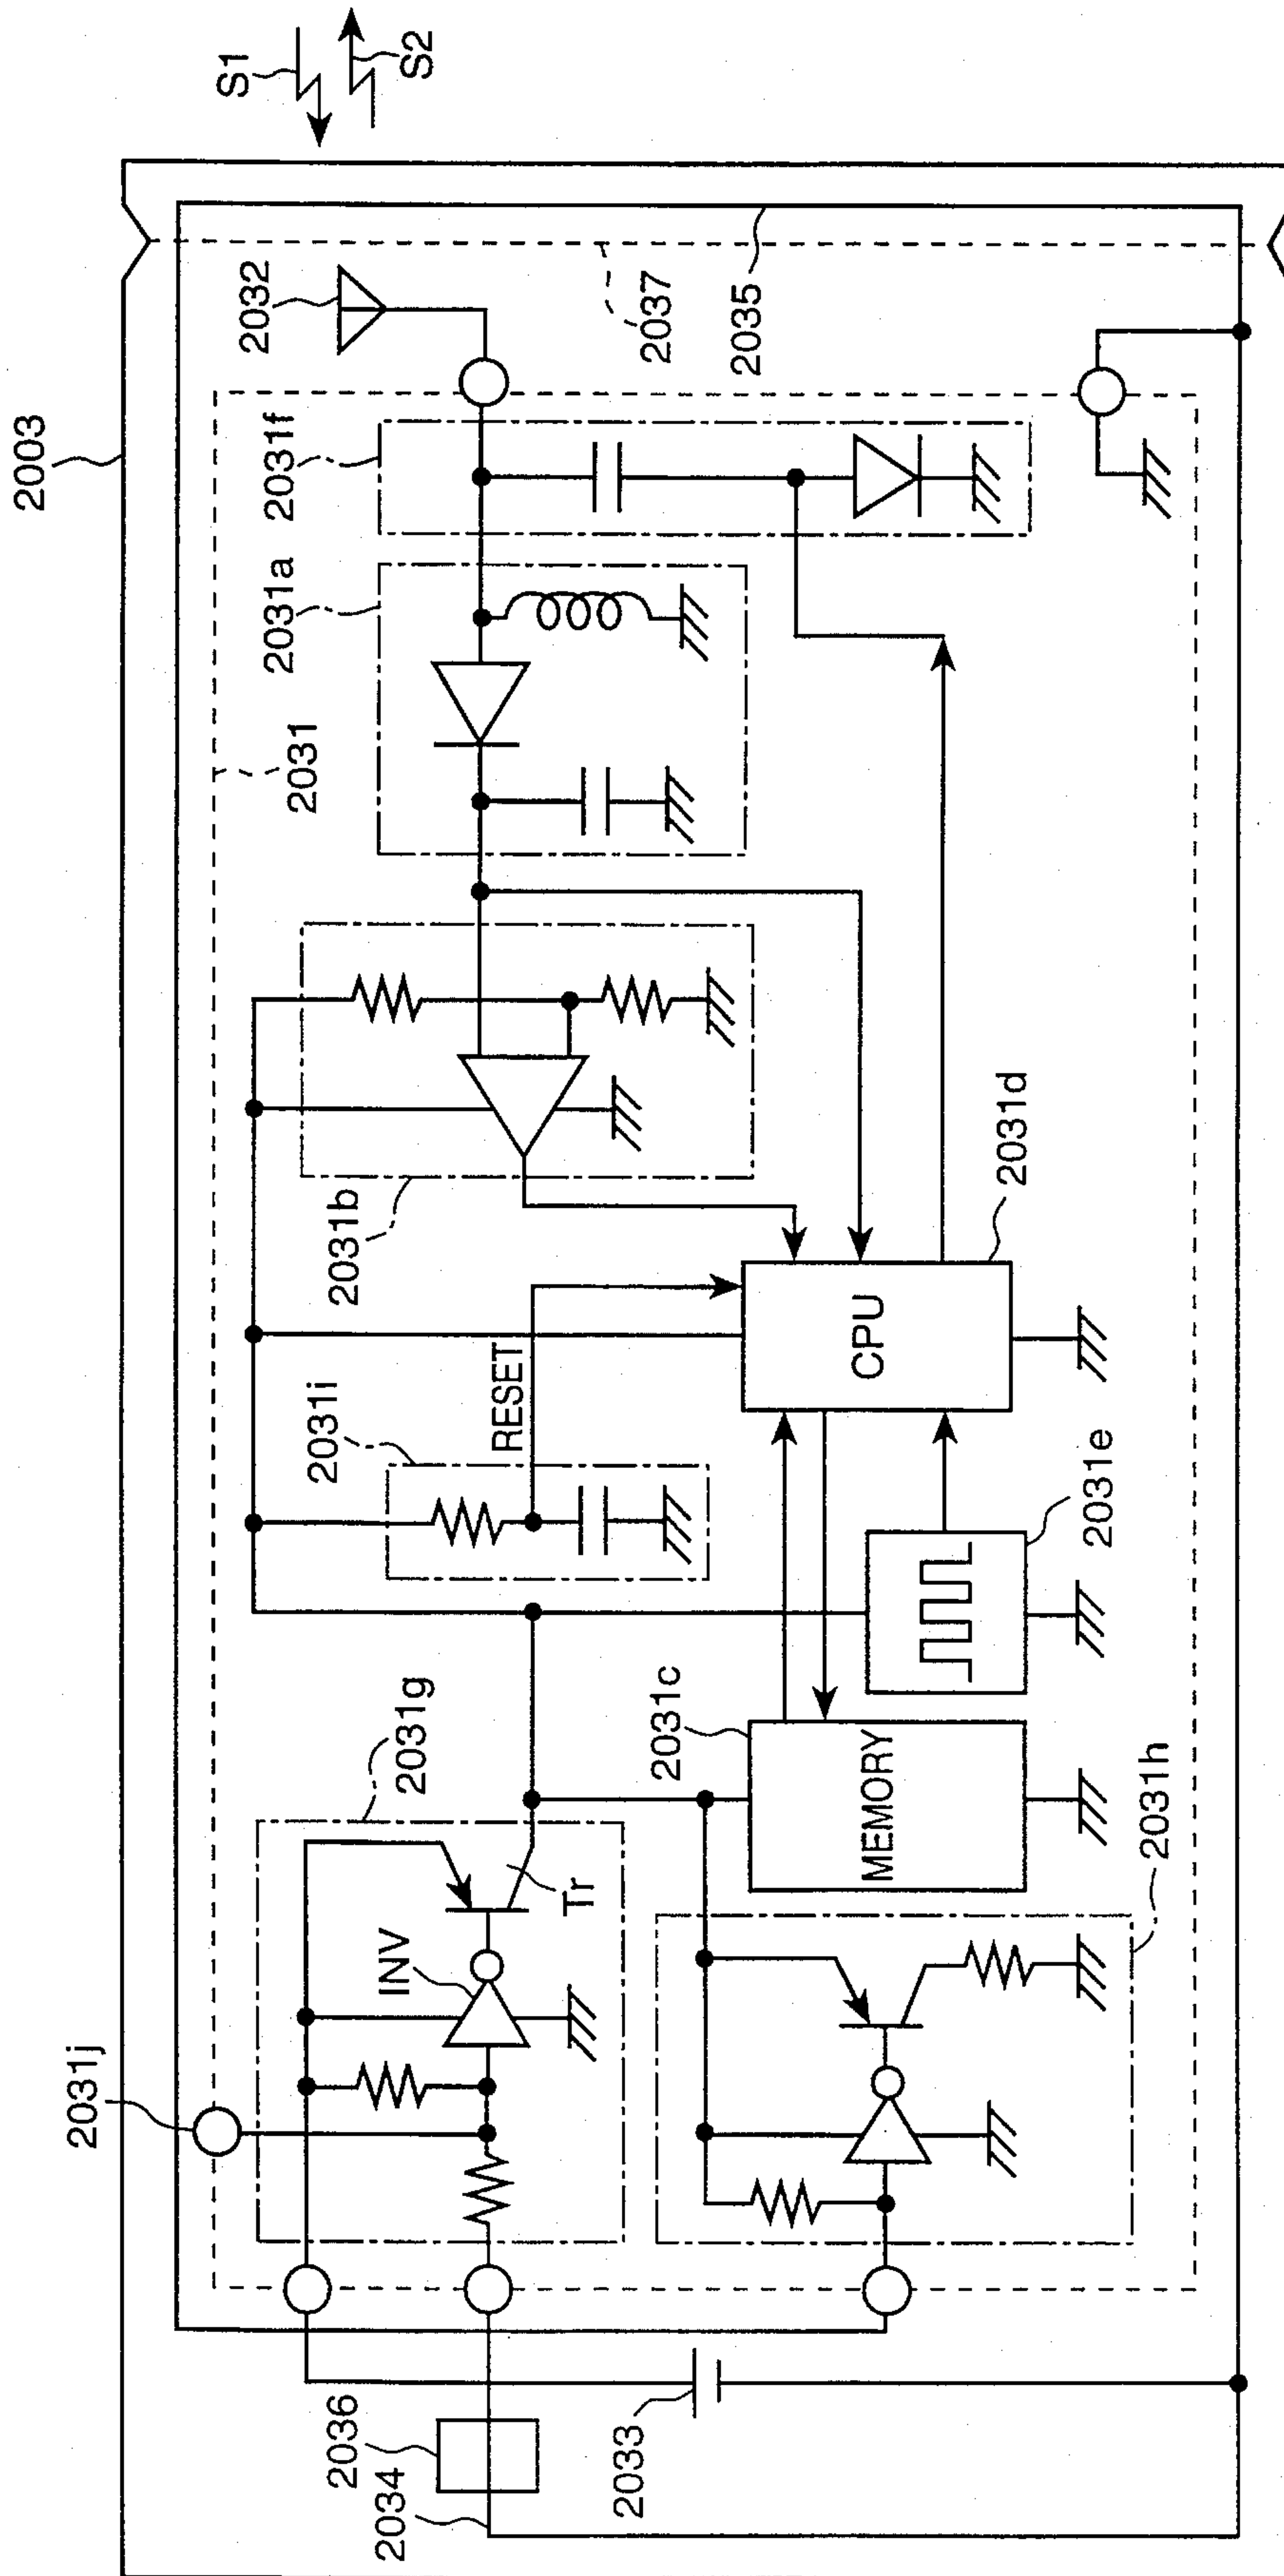 2003
S1
S2
2032
2031f
2031a
2031
2037
2035
2031b
2031d
RESET
CPU
2031i
2031e
2031g
2031c
MEMORY
2031h
Tr
INV
2031j
2036
2034
2033